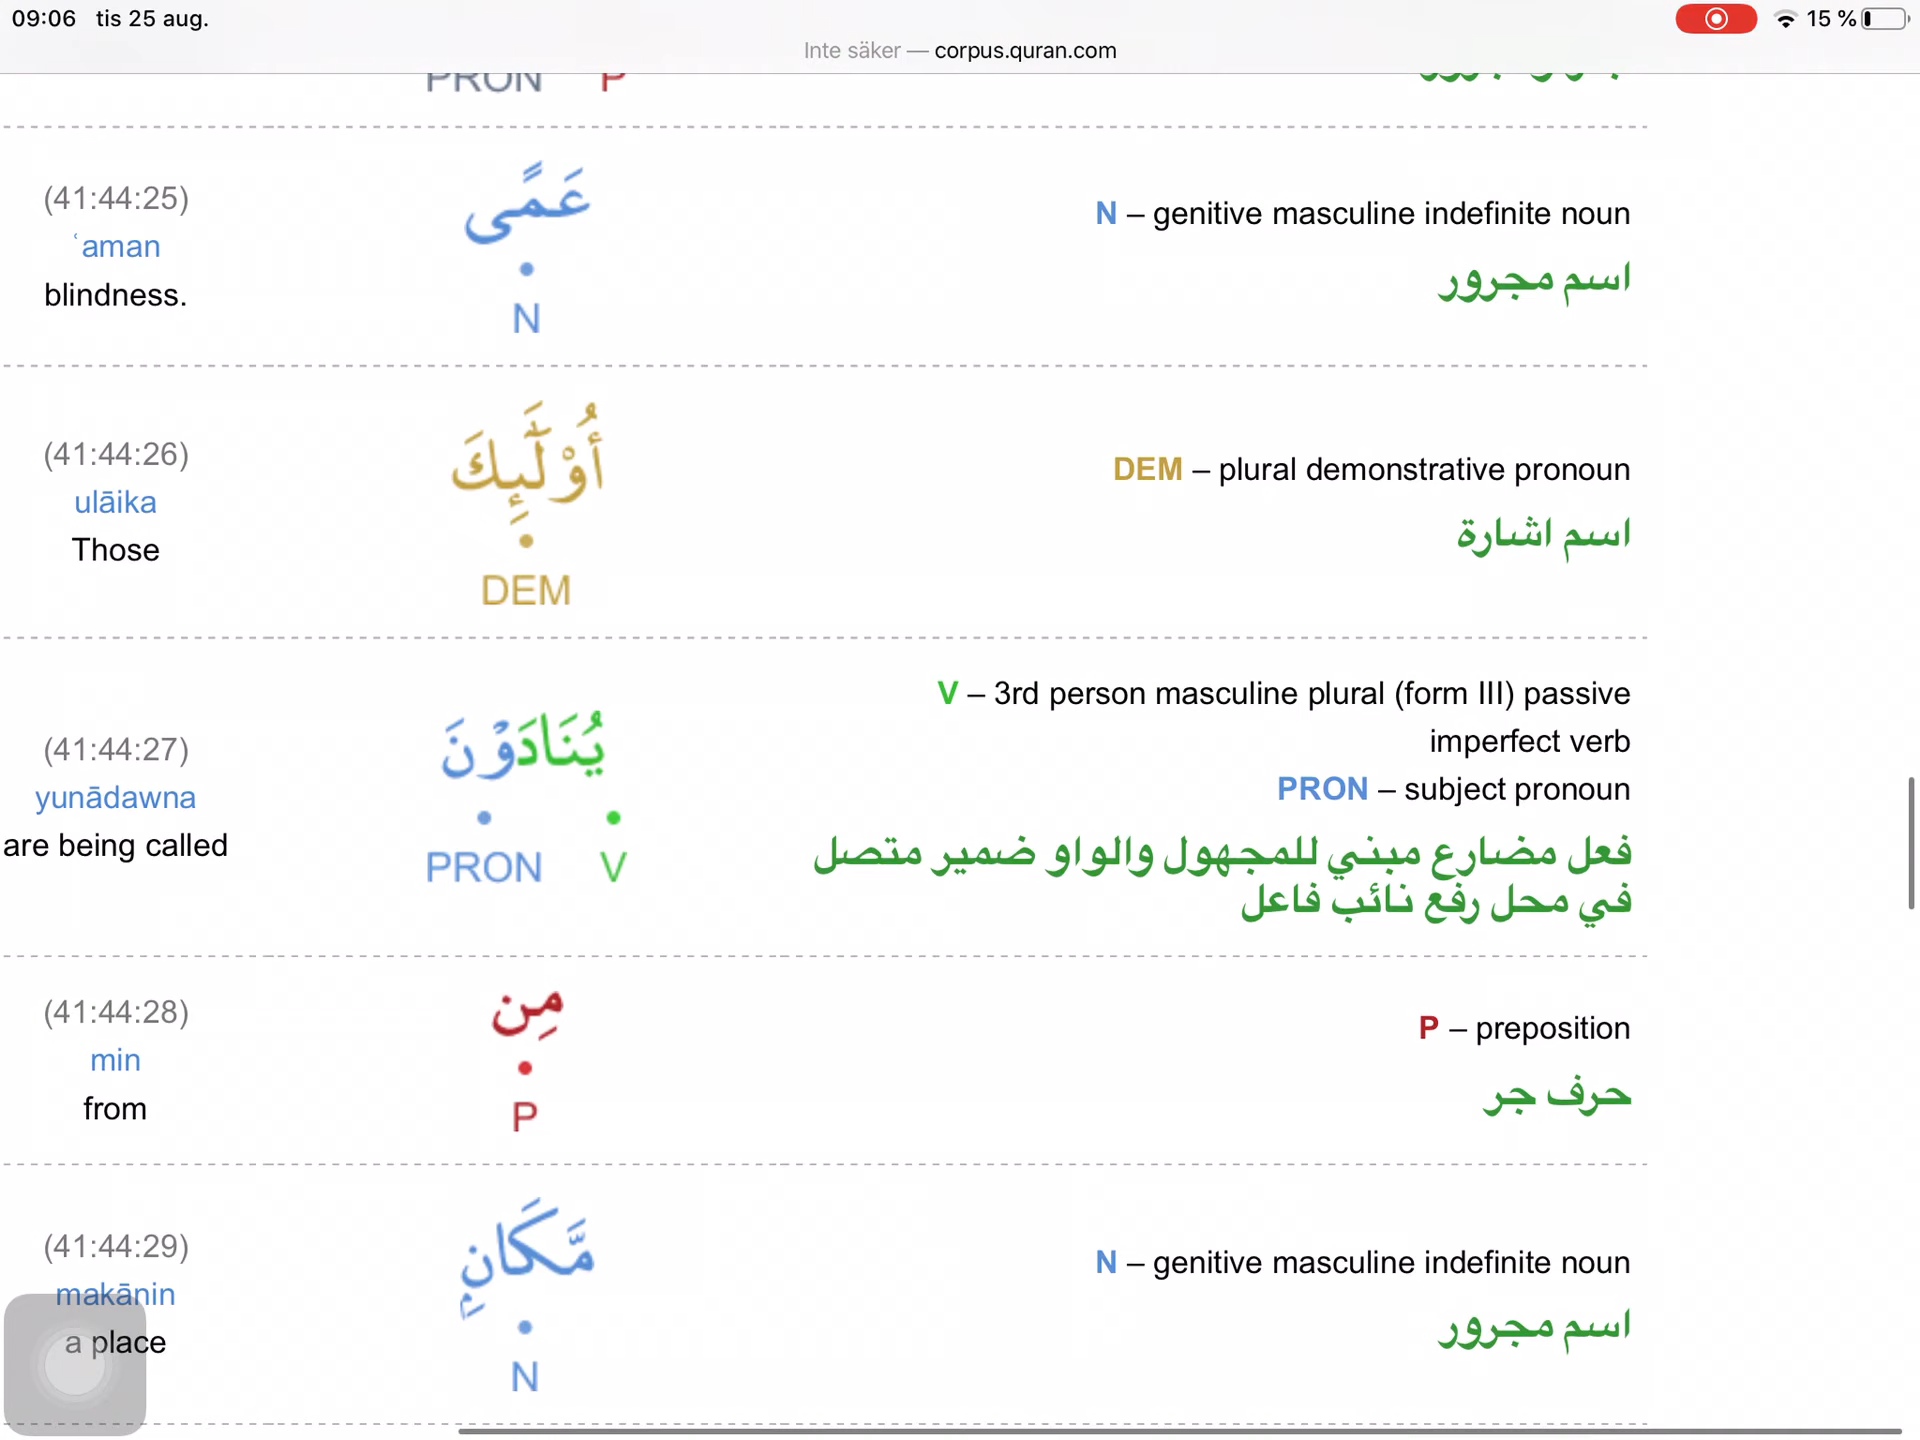 09:06 tis 25 aug.
15 %
Inte säker — corpus.quran.com
PRON P
(41:44:25)
ʿaman
blindness.
عَمًى
N
N – genitive masculine indefinite noun
اسم مجرور
(41:44:26)
ulāika
Those
أُوْلَٰٓئِكَ
DEM
DEM – plural demonstrative pronoun
اسم اشارة
(41:44:27)
yunādawna
are being called
يُنَادَوْنَ
PRON V
V – 3rd person masculine plural (form III) passive
imperfect verb
PRON – subject pronoun
فعل مضارع مبني للمجهول والواو ضمير متصل
في محل رفع نائب فاعل
(41:44:28)
min
from
مِن
P
P – preposition
حرف جر
(41:44:29)
makānin
a place
مَّكَانٍۭ
N
N – genitive masculine indefinite noun
اسم مجرور